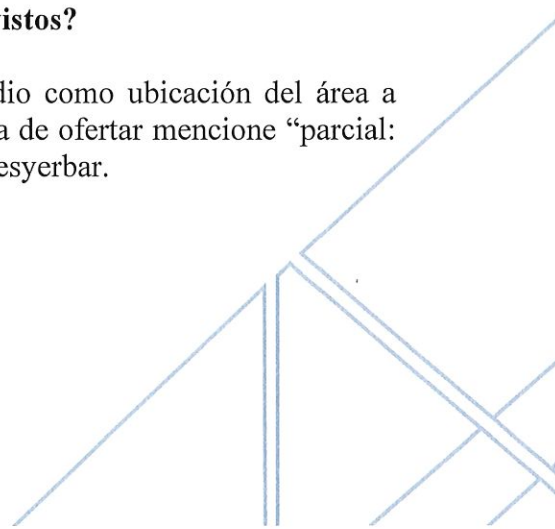 istos?
dio como ubicación del área a
a de ofertar mencione “parcial:
esyerbar.